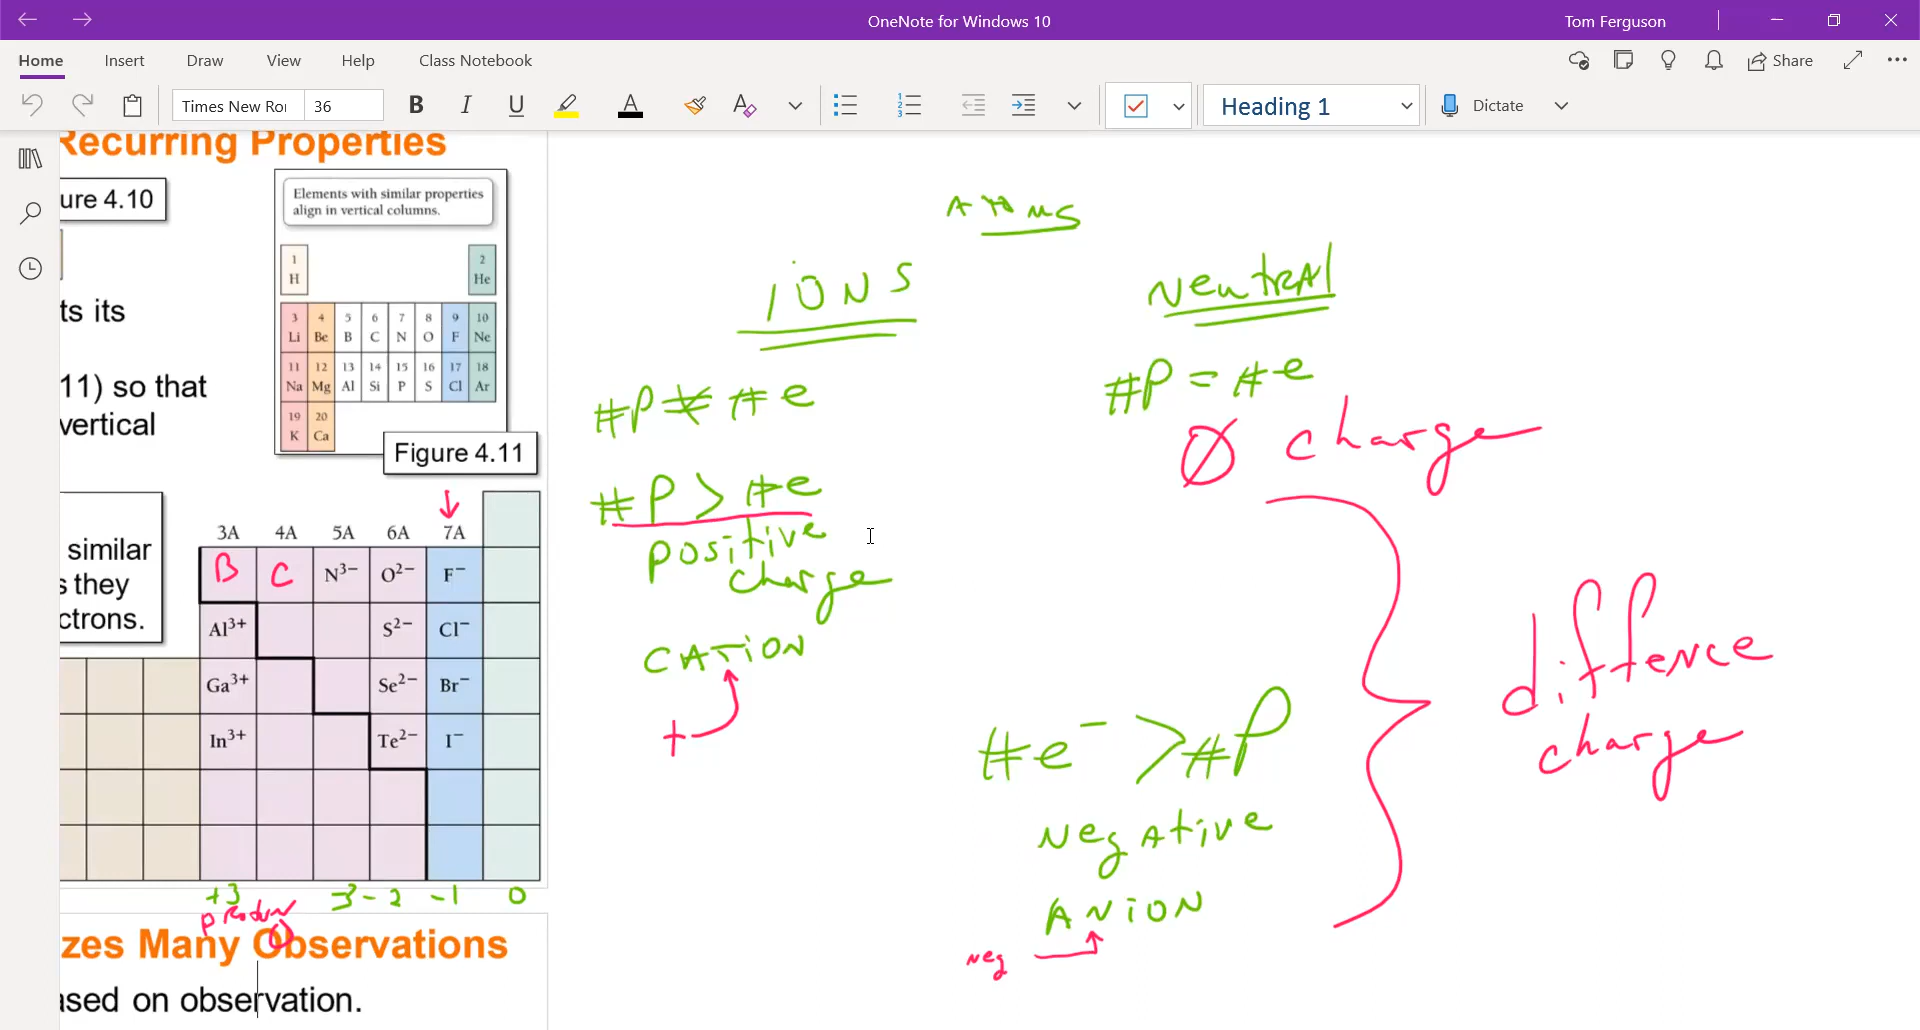 OneNote for Windows 10
Tom Ferguson
Home Insert Draw View Help Class Notebook
Share
Times New Ro
36
B I U A
Heading 1
Dictate
Recurring Properties
ure 4.10
Elements with similar properties
align in vertical columns.
1 2
H He
3 4 5 6 7 8 9 10
Li Be B C N O F Ne
11 12 13 14 15 16 17 18
Na Mg Al Si P S Cl Ar
19 20
K Ca
Figure 4.11
ts its
11) so that
vertical
similar
s they
ctrons.
3A 4A 5A 6A 7A
B C N³⁻ O²⁻ F⁻
Al³⁺ S²⁻ Cl⁻
Ga³⁺ Se²⁻ Br⁻
In³⁺ Te²⁻ I⁻
+3 3- 2 -1 0
zes Many Observations
ased on observation.
Atoms
ions
#P ≠ #e
#P > #e
positive
charge
CATION
+
Neutral
#P = #e
Ø charge
#e⁻ > #P
Negative
ANION
neg
diffence
charge